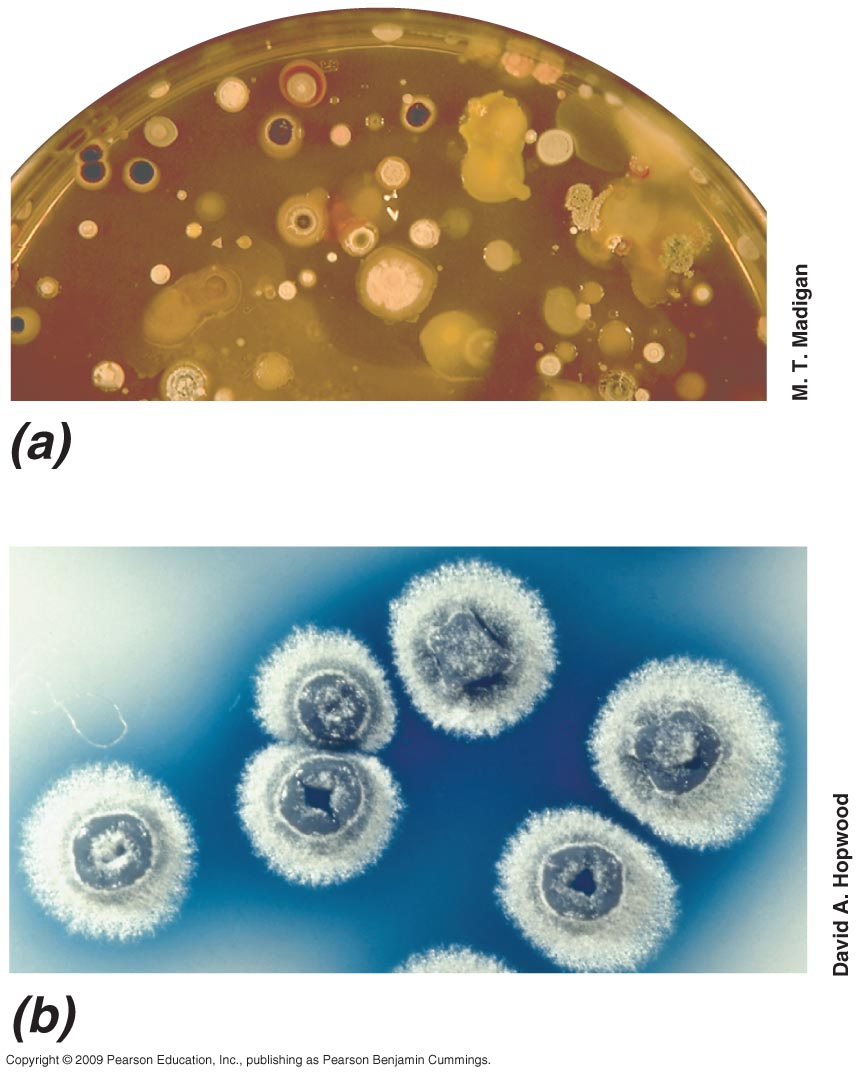 M. T. Madigan
(a)
David A. Hopwood
(b)
Copyright © 2009 Pearson Education, Inc., publishing as Pearson Benjamin Cummings.